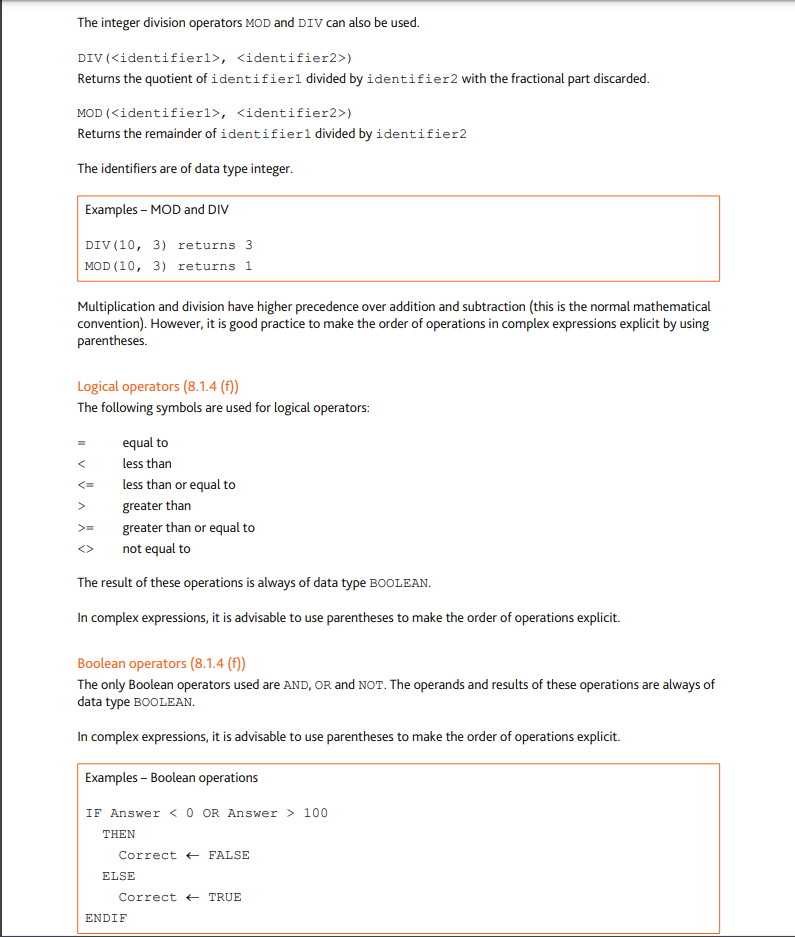 The integer division operators MOD and DIV can also be used.
DIV(<identifier1>, <identifier2>)
Returns the quotient of identifier1 divided by identifier2 with the fractional part discarded.
MOD(<identifier1>, <identifier2>)
Returns the remainder of identifier1 divided by identifier2
The identifiers are of data type integer.
Examples – MOD and DIV
DIV(10, 3) returns 3
MOD(10, 3) returns 1
Multiplication and division have higher precedence over addition and subtraction (this is the normal mathematical
convention). However, it is good practice to make the order of operations in complex expressions explicit by using
parentheses.
Logical operators (8.1.4 (f))
The following symbols are used for logical operators:
= equal to
< less than
<= less than or equal to
> greater than
>= greater than or equal to
<> not equal to
The result of these operations is always of data type BOOLEAN.
In complex expressions, it is advisable to use parentheses to make the order of operations explicit.
Boolean operators (8.1.4 (f))
The only Boolean operators used are AND, OR and NOT. The operands and results of these operations are always of
data type BOOLEAN.
In complex expressions, it is advisable to use parentheses to make the order of operations explicit.
Examples – Boolean operations
IF Answer < 0 OR Answer > 100
THEN
Correct ← FALSE
ELSE
Correct ← TRUE
ENDIF